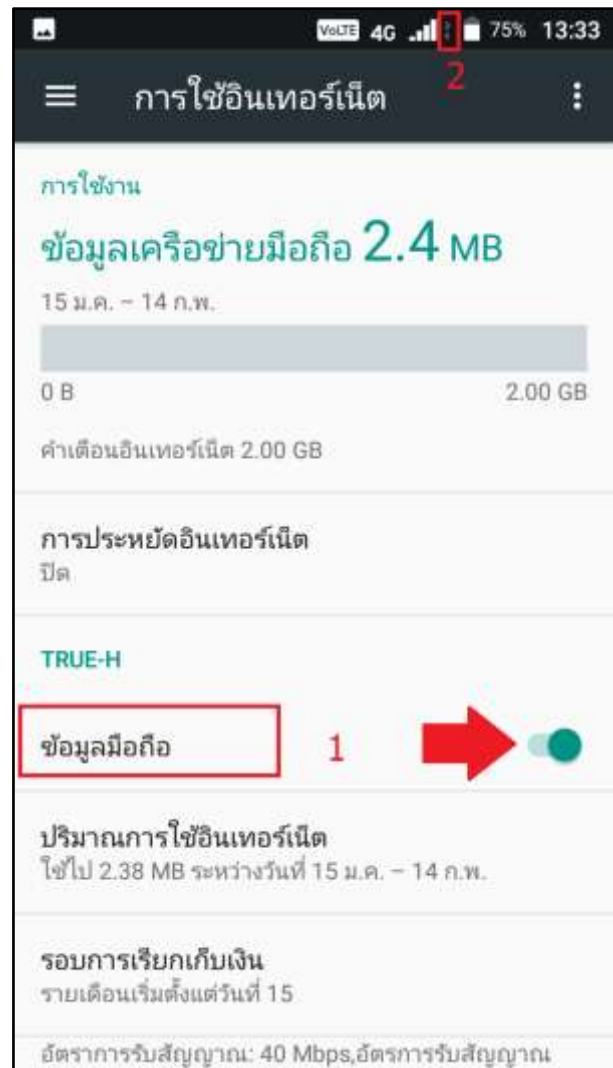 VoLTE 4G 75% 13:33
2
การใช้อินเทอร์เน็ต
การใช้งาน
ข้อมูลเครือข่ายมือถือ 2.4 MB
15 ม.ค. – 14 ก.พ.
0 B 2.00 GB
คำเตือนอินเทอร์เน็ต 2.00 GB
การประหยัดอินเทอร์เน็ต
ปิด
TRUE-H
ข้อมูลมือถือ 1
ปริมาณการใช้อินเทอร์เน็ต
ใช้ไป 2.38 MB ระหว่างวันที่ 15 ม.ค. – 14 ก.พ.
รอบการเรียกเก็บเงิน
รายเดือนเริ่มตั้งแต่วันที่ 15
อัตราการรับสัญญาณ: 40 Mbps,อัตรการรับสัญญาณ